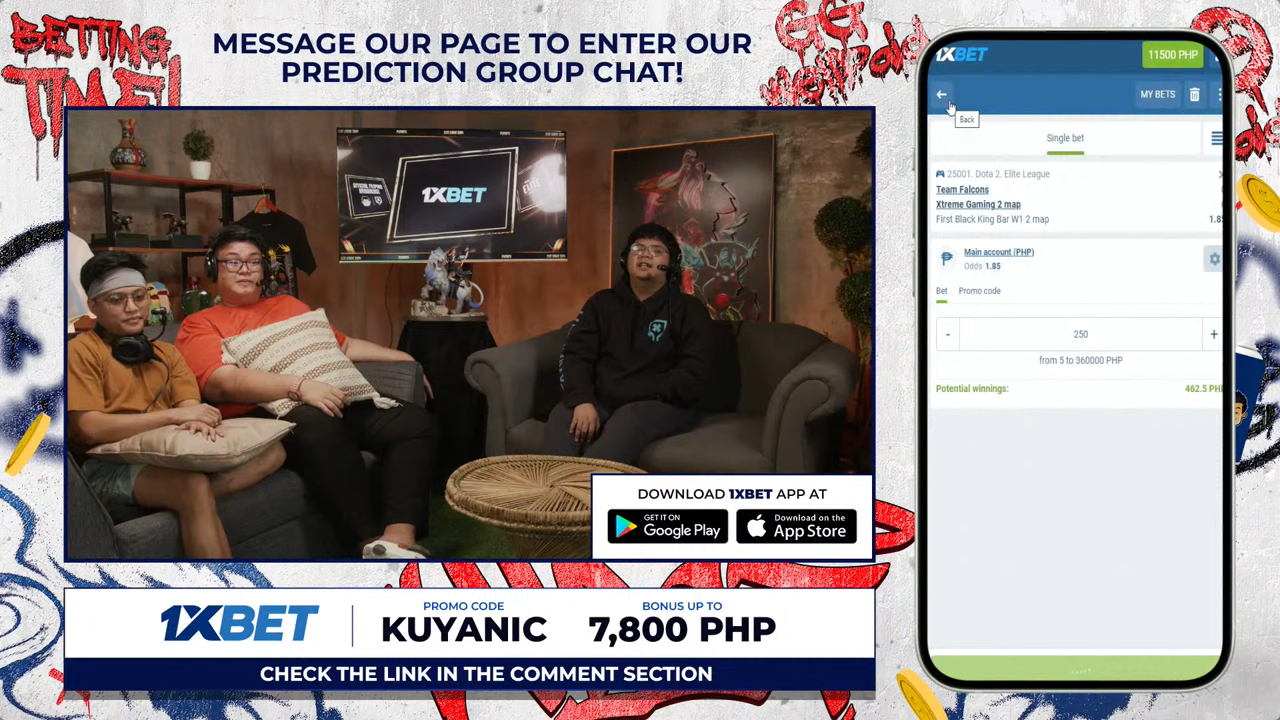 BETTING
TIME!
MESSAGE OUR PAGE TO ENTER OUR
PREDICTION GROUP CHAT!
GG
1XBET
DOWNLOAD 1XBET APP AT
GET IT ON
Google Play
Download on the
App Store
1XBET
PROMO CODE
KUYANIC
BONUS UP TO
7,800 PHP
CHECK THE LINK IN THE COMMENT SECTION
1XBET
11500 PHP
MY BETS
Back
Single bet
25001. Dota 2. Elite League
Team Falcons
Xtreme Gaming 2 map
First Black King Bar W1 2 map
1.85
Main account (PHP)
Odds 1.85
Bet
Promo code
-
250
+
from 5 to 360000 PHP
Potential winnings:
462.5 PH